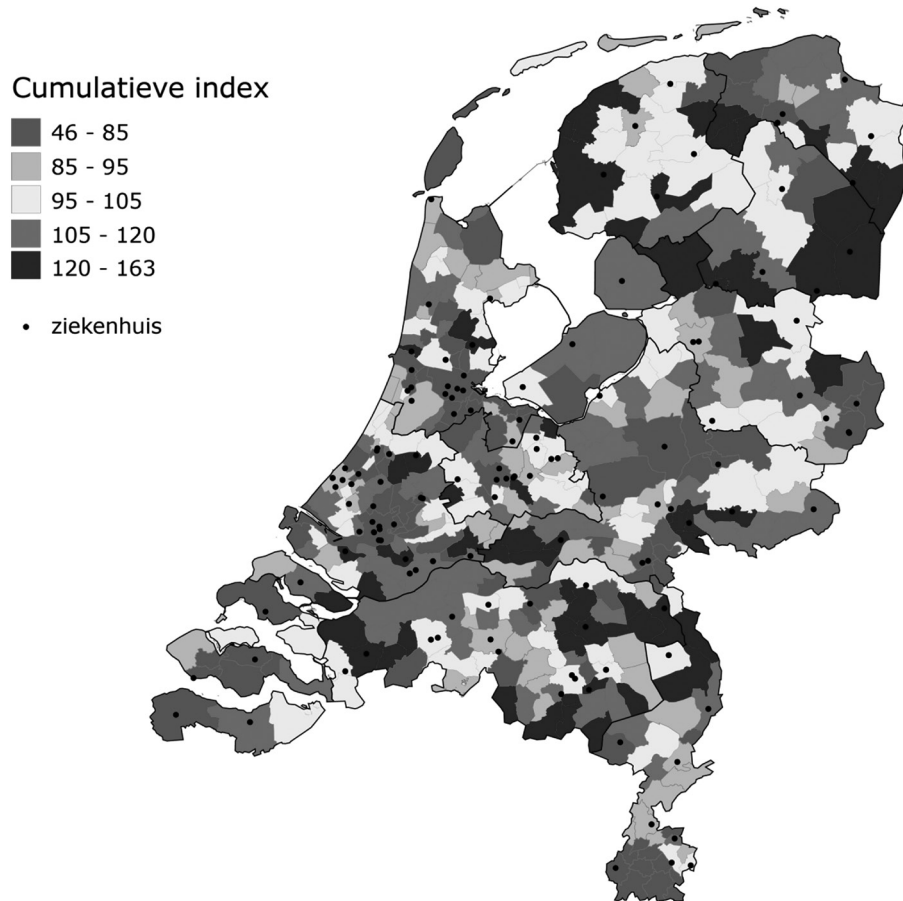 Cumulatieve index
46 - 85
85 - 95
95 - 105
105 - 120
120 - 163
ziekenhuis